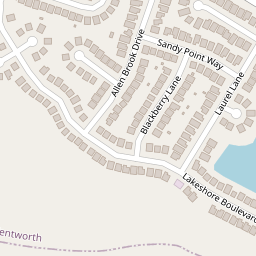 Sandy Point Way
Allen Brook Drive
Blackberry Lane
Laurel Lane
Lakeshore Boulevard
entworth